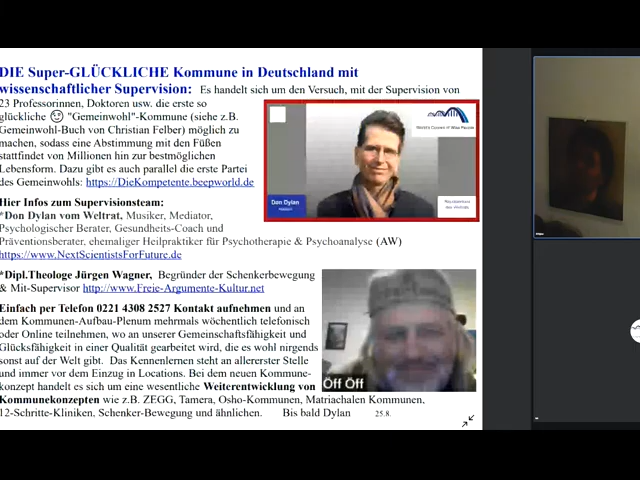 DIE Super-GLÜCKLICHE Kommune in Deutschland mit
wissenschaftlicher Supervision: Es handelt sich um den Versuch, mit der Supervision von
23 Professorinnen, Doktoren usw. die erste so
glückliche 😉 "Gemeinwohl"-Kommune (siehe z.B.
Gemeinwohl-Buch von Christian Felber) möglich zu
machen, sodass eine Abstimmung mit den Füßen
stattfindet von Millionen hin zur bestmöglichen
Lebensform. Dazu gibt es auch parallel die erste Partei
des Gemeinwohls: https://DieKompetente.beepworld.de
World's Council of Wise People
Don Dylan
Hier Infos zum Supervisionsteam:
*Don Dylan vom Weltrat, Musiker, Mediator,
Psychologischer Berater, Gesundheits-Coach und
Präventionsberater, ehemaliger Heilpraktiker für Psychotherapie & Psychoanalyse (AW)
https://www.NextScientistsForFuture.de
*Dipl.Theologe Jürgen Wagner, Begründer der Schenkerbewegung
& Mit-Supervisor http://www.Freie-Argumente-Kultur.net
Einfach per Telefon 0221 4308 2527 Kontakt aufnehmen und an
dem Kommunen-Aufbau-Plenum mehrmals wöchentlich telefonisch
oder Online teilnehmen, wo an unserer Gemeinschaftsfähigkeit und
Glücksfähigkeit in einer Qualität gearbeitet wird, die es wohl nirgends
sonst auf der Welt gibt. Das Kennenlernen steht an allererster Stelle
und immer vor dem Einzug in Locations. Bei dem neuen Kommune-
konzept handelt es sich um eine wesentliche Weiterentwicklung von
Kommunekonzepten wie z.B. ZEGG, Tamera, Osho-Kommunen, Matriachalen Kommunen,
12-Schritte-Kliniken, Schenker-Bewegung und ähnlichen. Bis bald Dylan 25.8.
Öff Öff